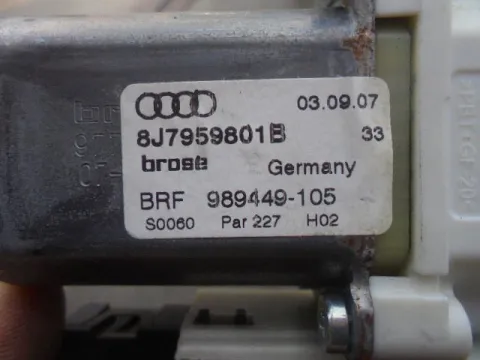 03.09.07
8J7959801B 33
brose Germany
BRF 989449-105
S0060 Par 227 H02